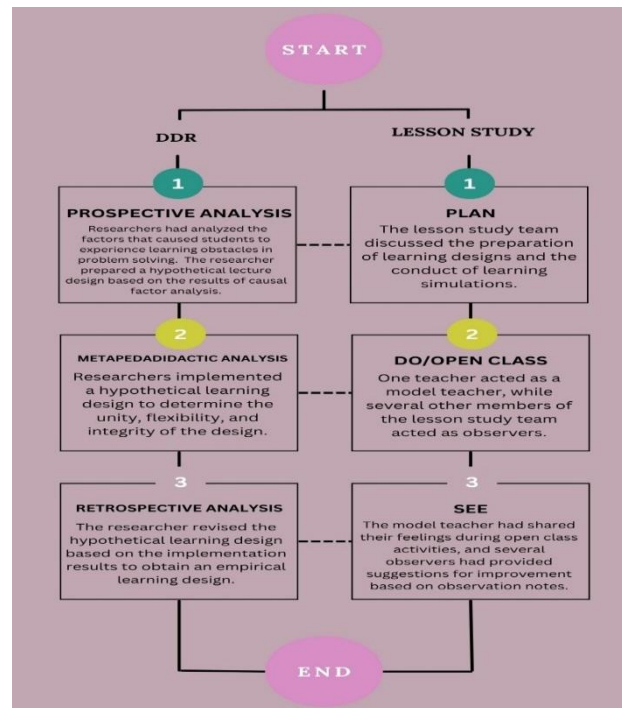 START
DDR
LESSON STUDY
1
PROSPECTIVE ANALYSIS
Researchers had analyzed the
factors that caused students to
experience learning obstacles in
problem solving. The researcher
prepared a hypothetical lecture
design based on the results of causal
factor analysis.
1
PLAN
The lesson study team
discussed the preparation
of learning designs and the
conduct of learning
simulations.
2
METAPEDADIDACTIC ANALYSIS
Researchers implemented
a hypothetical learning
design to determine the
unity, flexibility, and
integrity of the design.
2
DO/OPEN CLASS
One teacher acted as a
model teacher, while
several other members of
the lesson study team
acted as observers.
3
RETROSPECTIVE ANALYSIS
The researcher revised the
hypothetical learning design
based on the implementation
results to obtain an empirical
learning design.
3
SEE
The model teacher had shared
their feelings during open class
activities, and several
observers had provided
suggestions for improvement
based on observation notes.
END